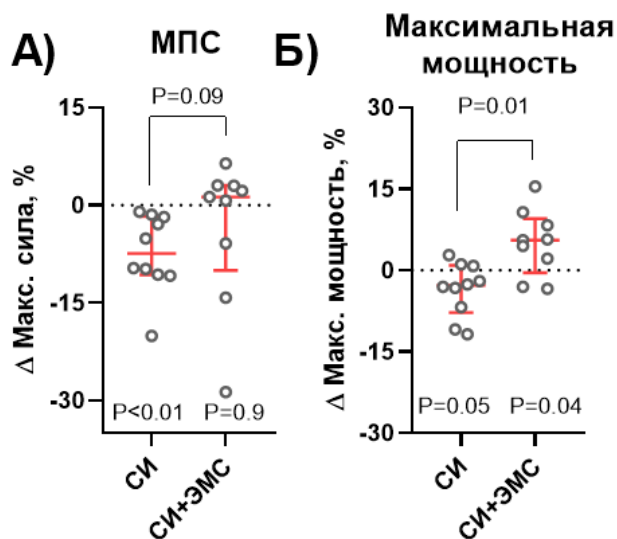 А)
МПС
P=0.09
15
0
-15
-30
Δ Макс. сила, %
P<0.01
P=0.9
СИ
СИ+ЭМС
Б)
Максимальная
мощность
P=0.01
30
15
0
-15
-30
Δ Макс. мощность, %
P=0.05
P=0.04
СИ
СИ+ЭМС